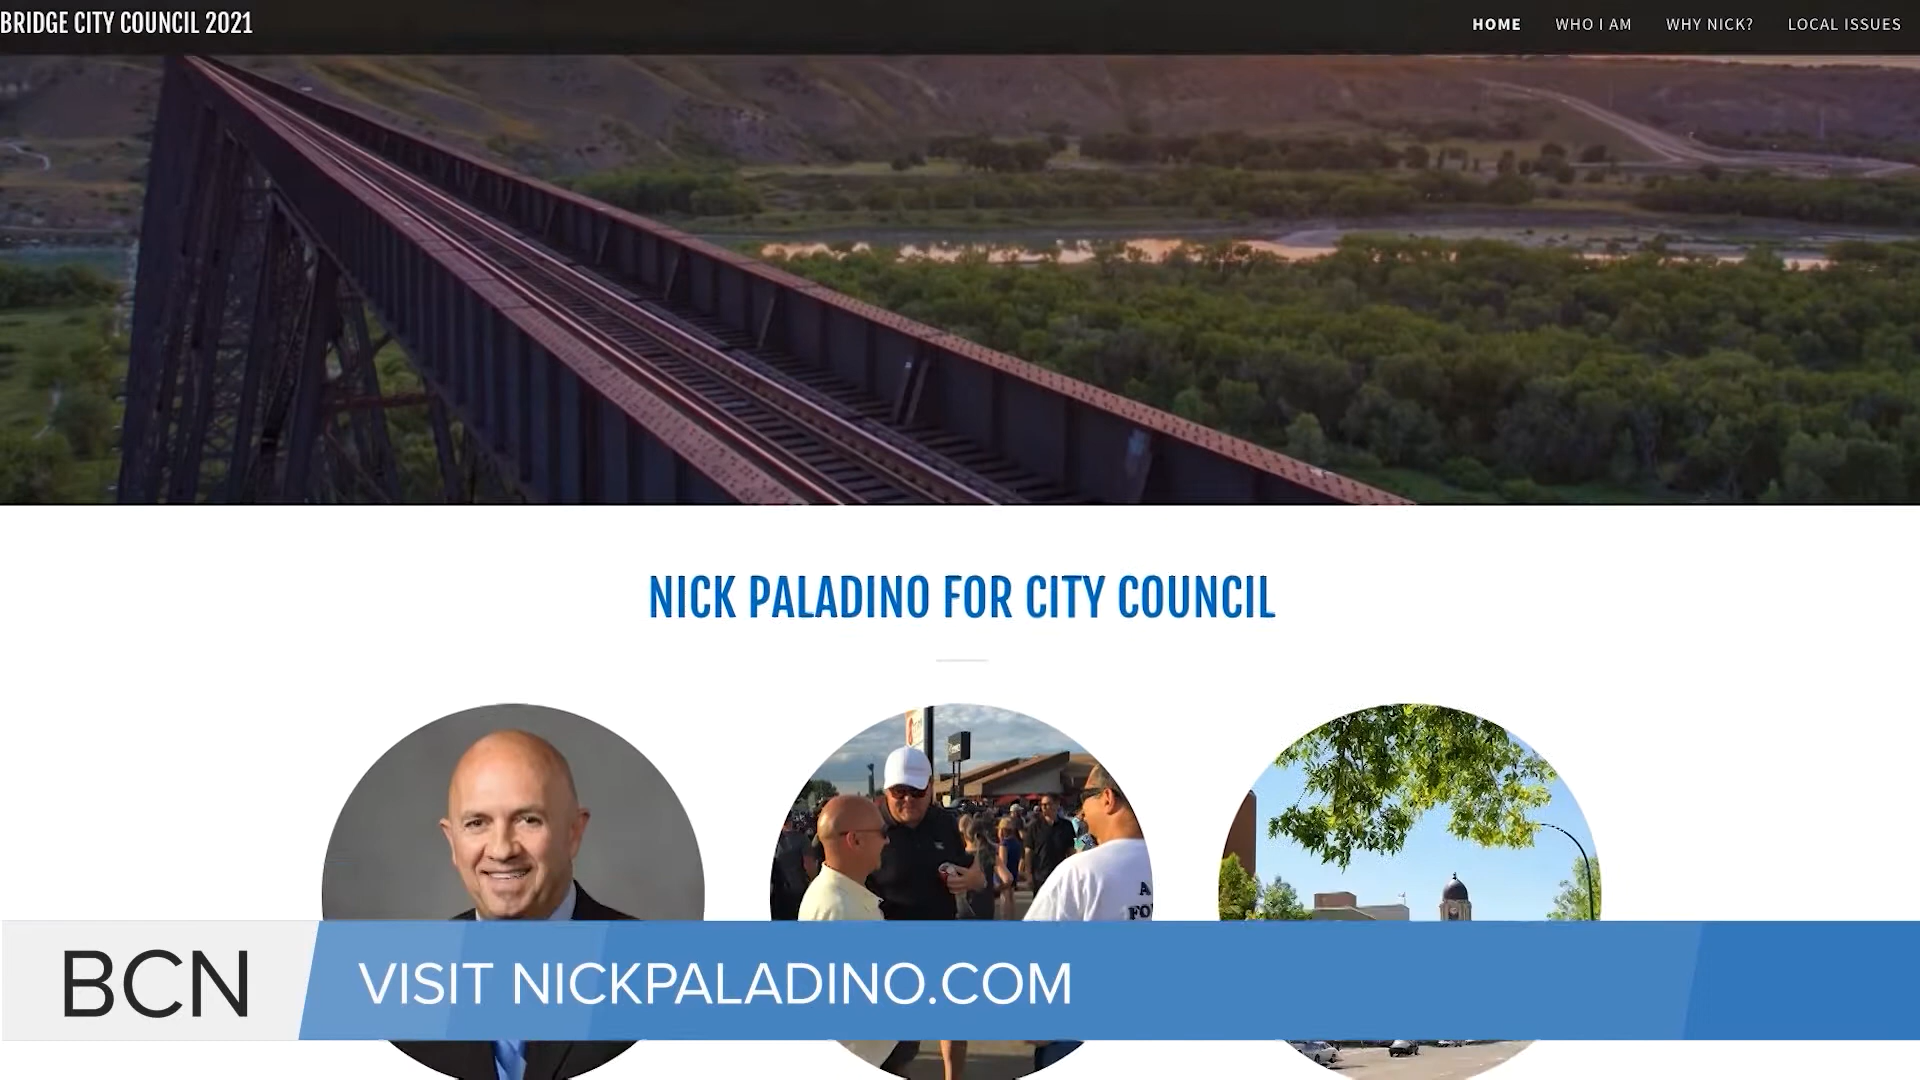 BRIDGE CITY COUNCIL 2021
HOME WHO I AM WHY NICK? LOCAL ISSUES
NICK PALADINO FOR CITY COUNCIL
A
FO
BCN VISIT NICKPALADINO.COM